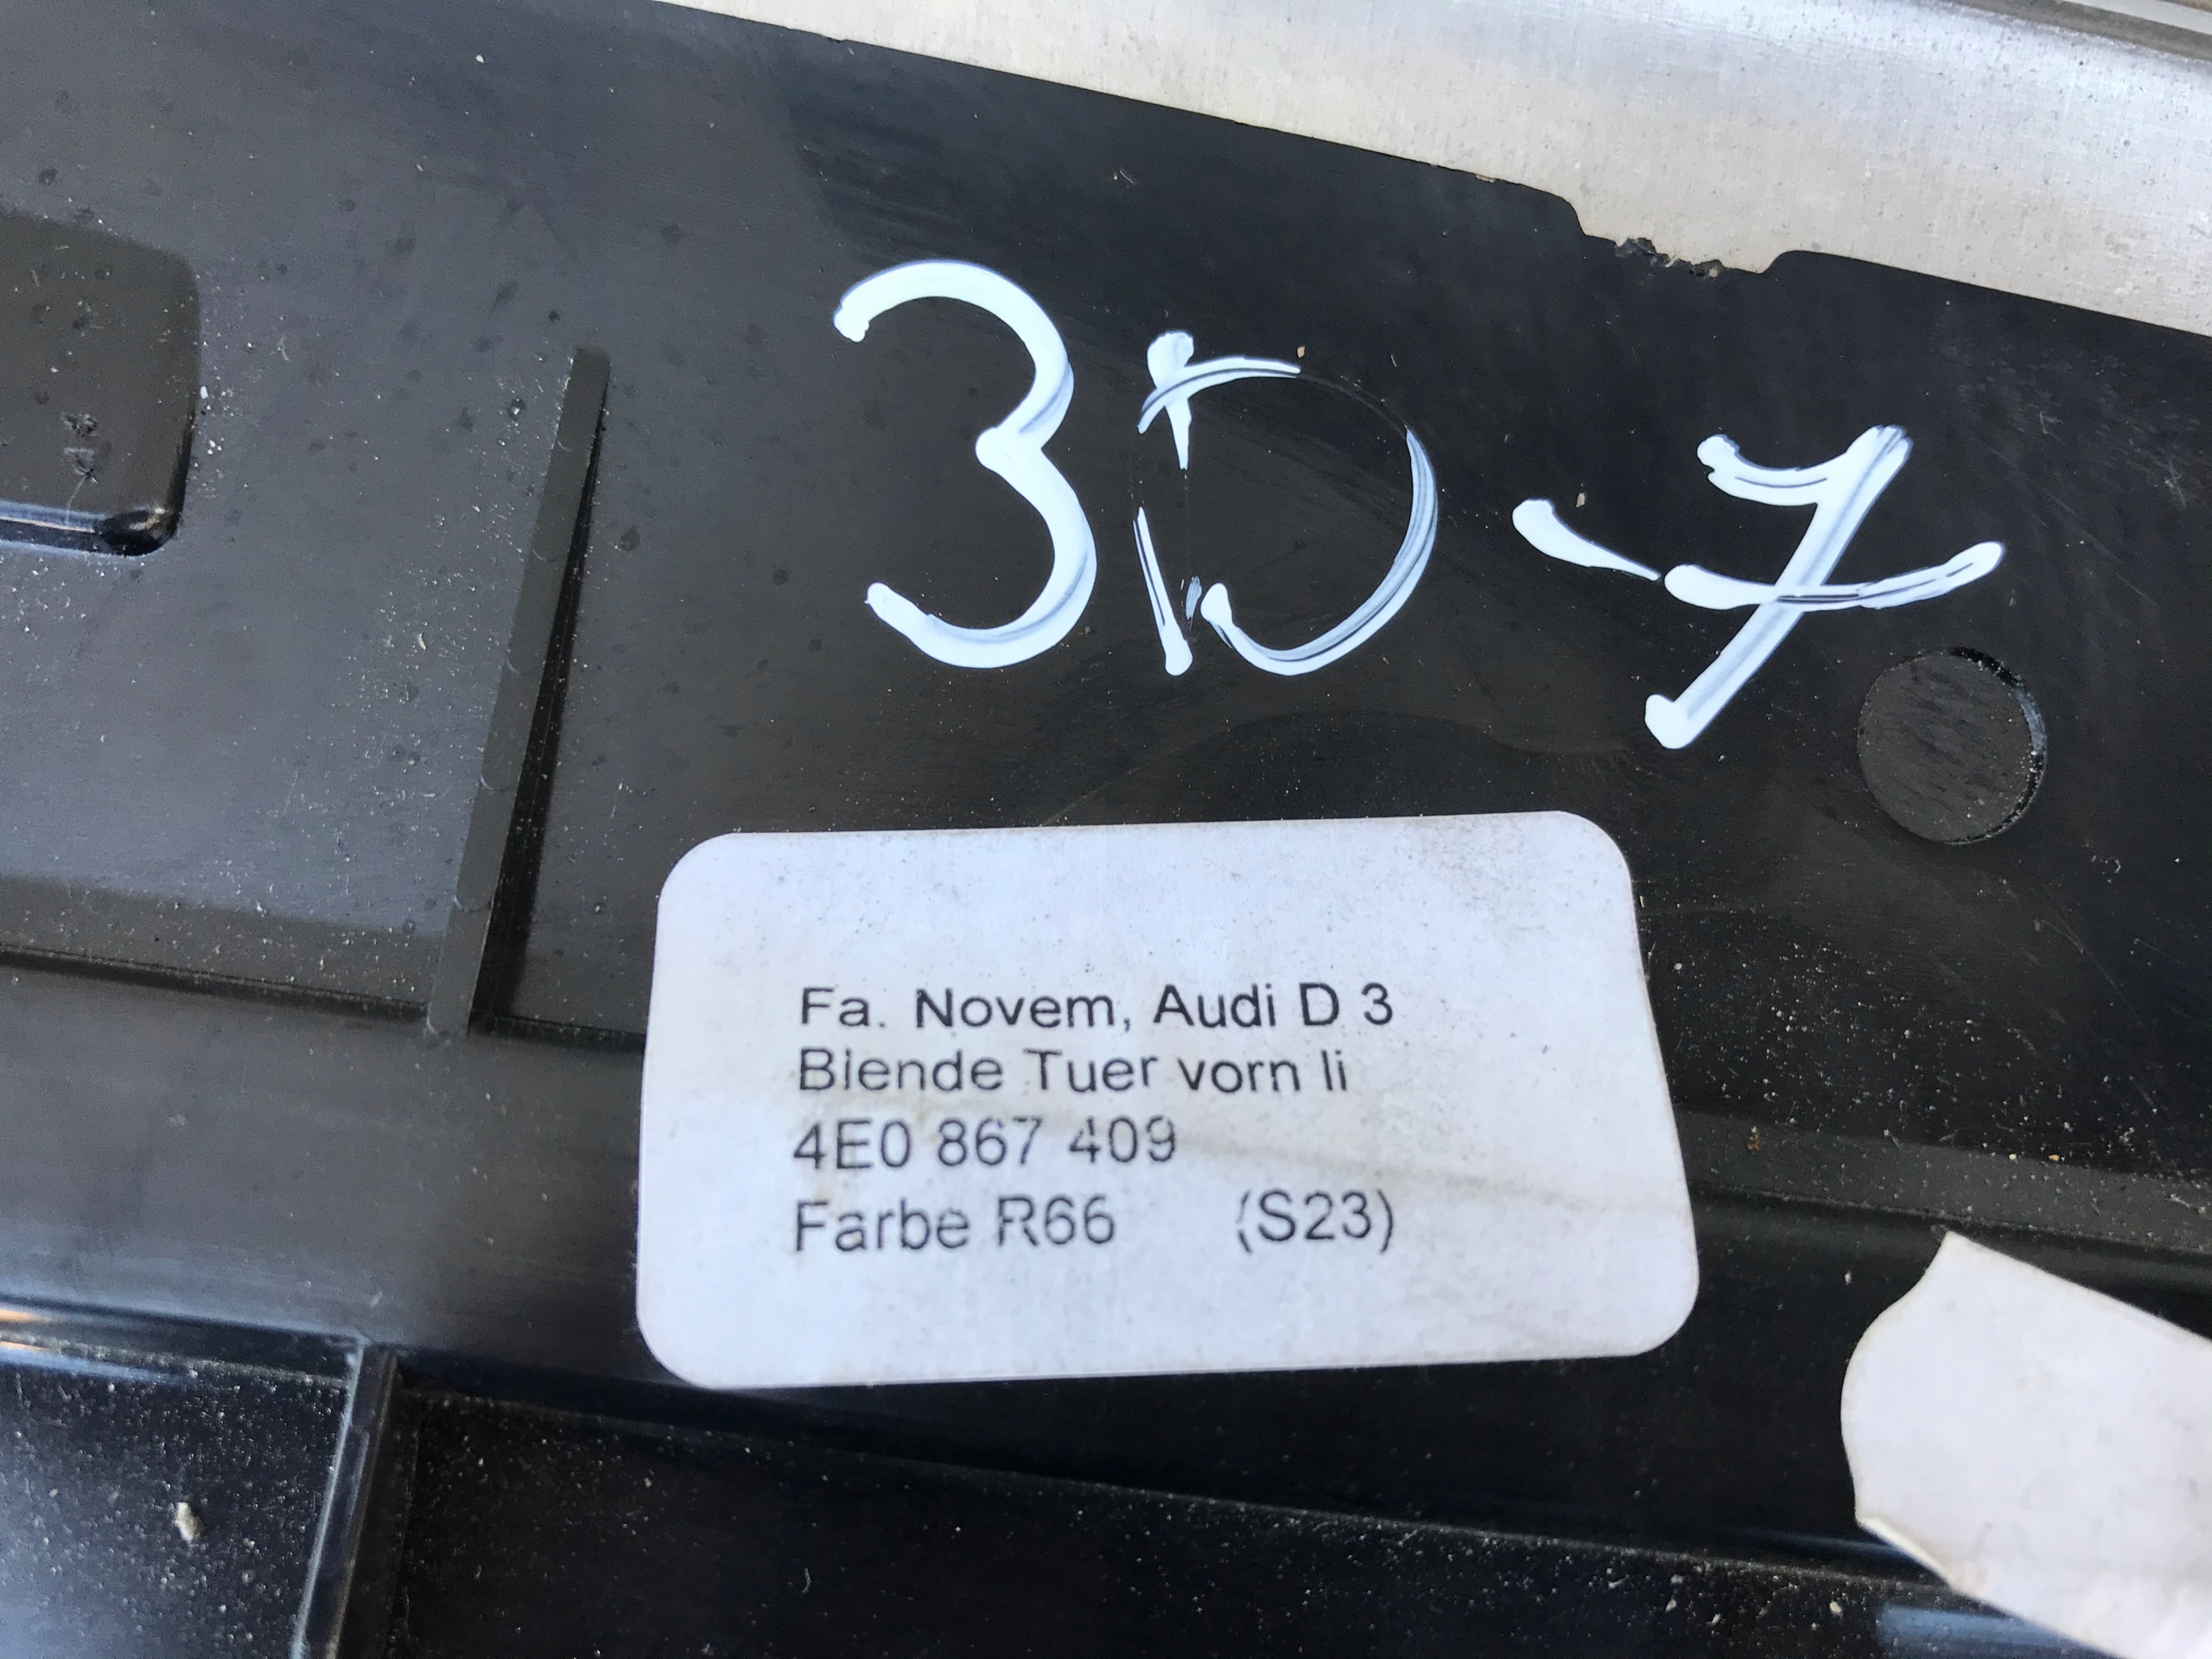 3D-7
Fa. Novem, Audi D 3
Blende Tuer vorn li
4E0 867 409
Farbe R66 (S23)